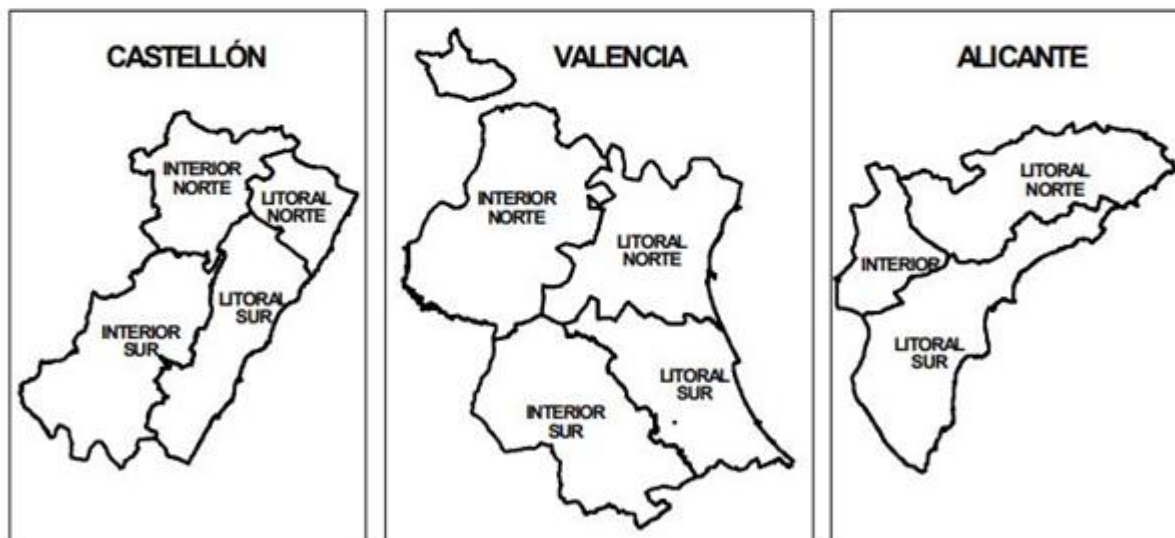 CASTELLÓN
INTERIOR
NORTE
LITORAL
NORTE
LITORAL
SUR
INTERIOR
SUR
VALENCIA
INTERIOR
NORTE
LITORAL
NORTE
LITORAL
SUR
INTERIOR
SUR
ALICANTE
LITORAL
NORTE
INTERIOR
LITORAL
SUR